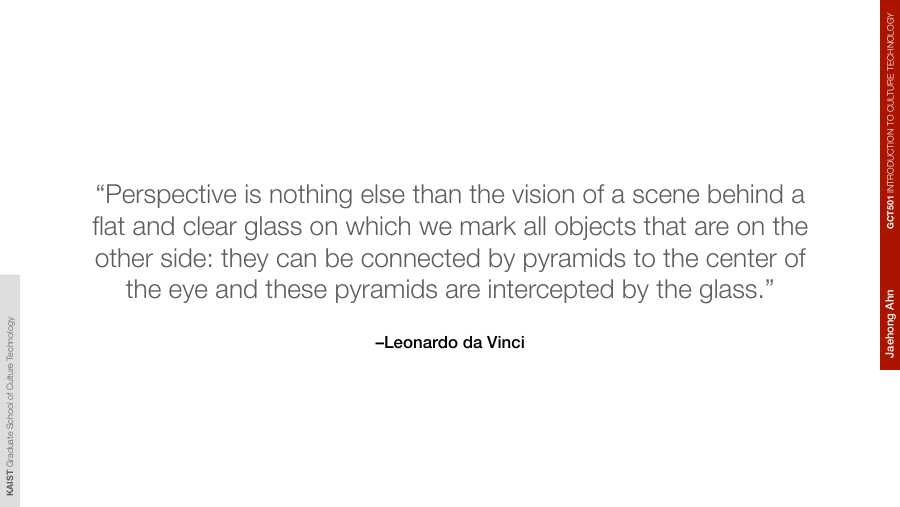 “Perspective is nothing else than the vision of a scene behind a
flat and clear glass on which we mark all objects that are on the
other side: they can be connected by pyramids to the center of
the eye and these pyramids are intercepted by the glass.”
–Leonardo da Vinci
KAIST Graduate School of Culture Technology
GCT501 INTRODUCTION TO CULTURE TECHNOLOGY
Jaehong Ahn